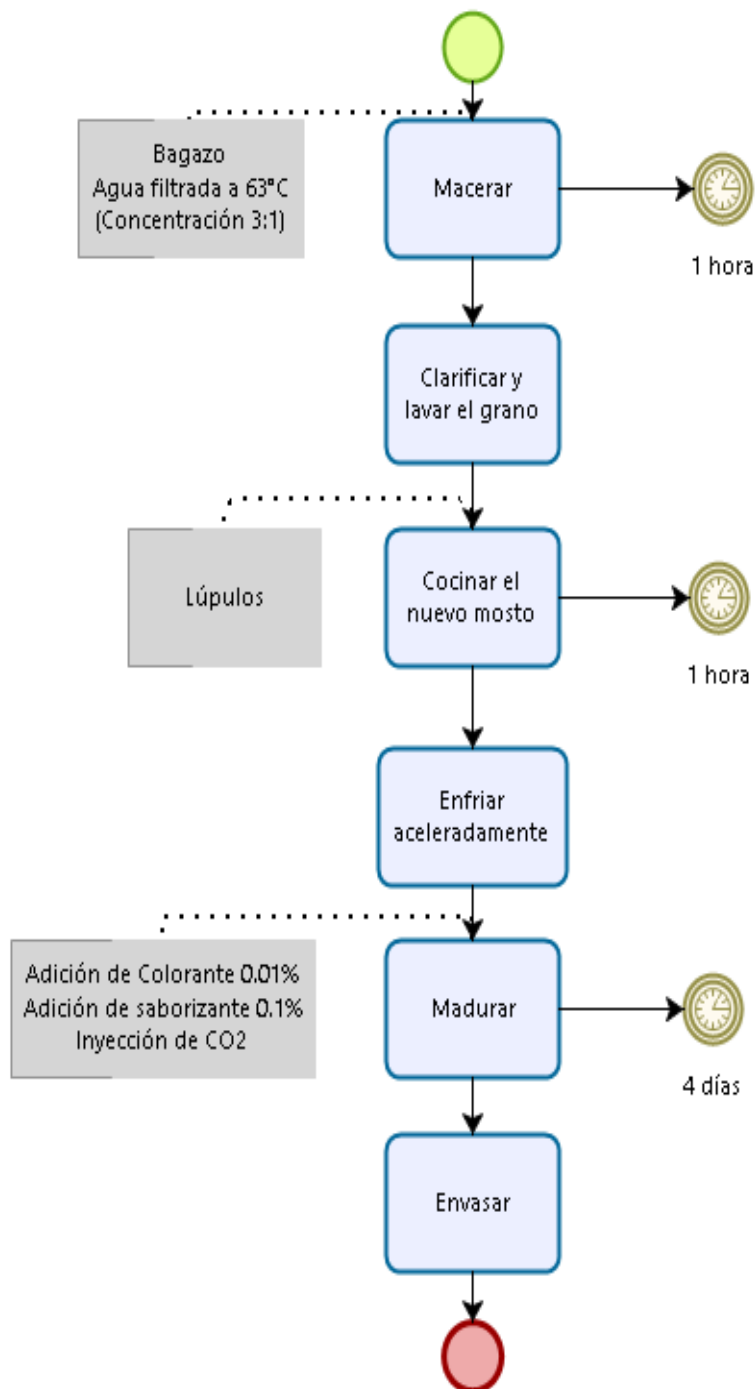 Bagazo
Agua filtrada a 63°C
(Concentración 3:1)
Macerar
1 hora
Clarificar y
lavar el grano
Lúpulos
Cocinar el
nuevo mosto
1 hora
Enfriar
aceleradamente
Adición de Colorante 0.01%
Adición de saborizante 0.1%
Inyección de CO2
Madurar
4 días
Envasar